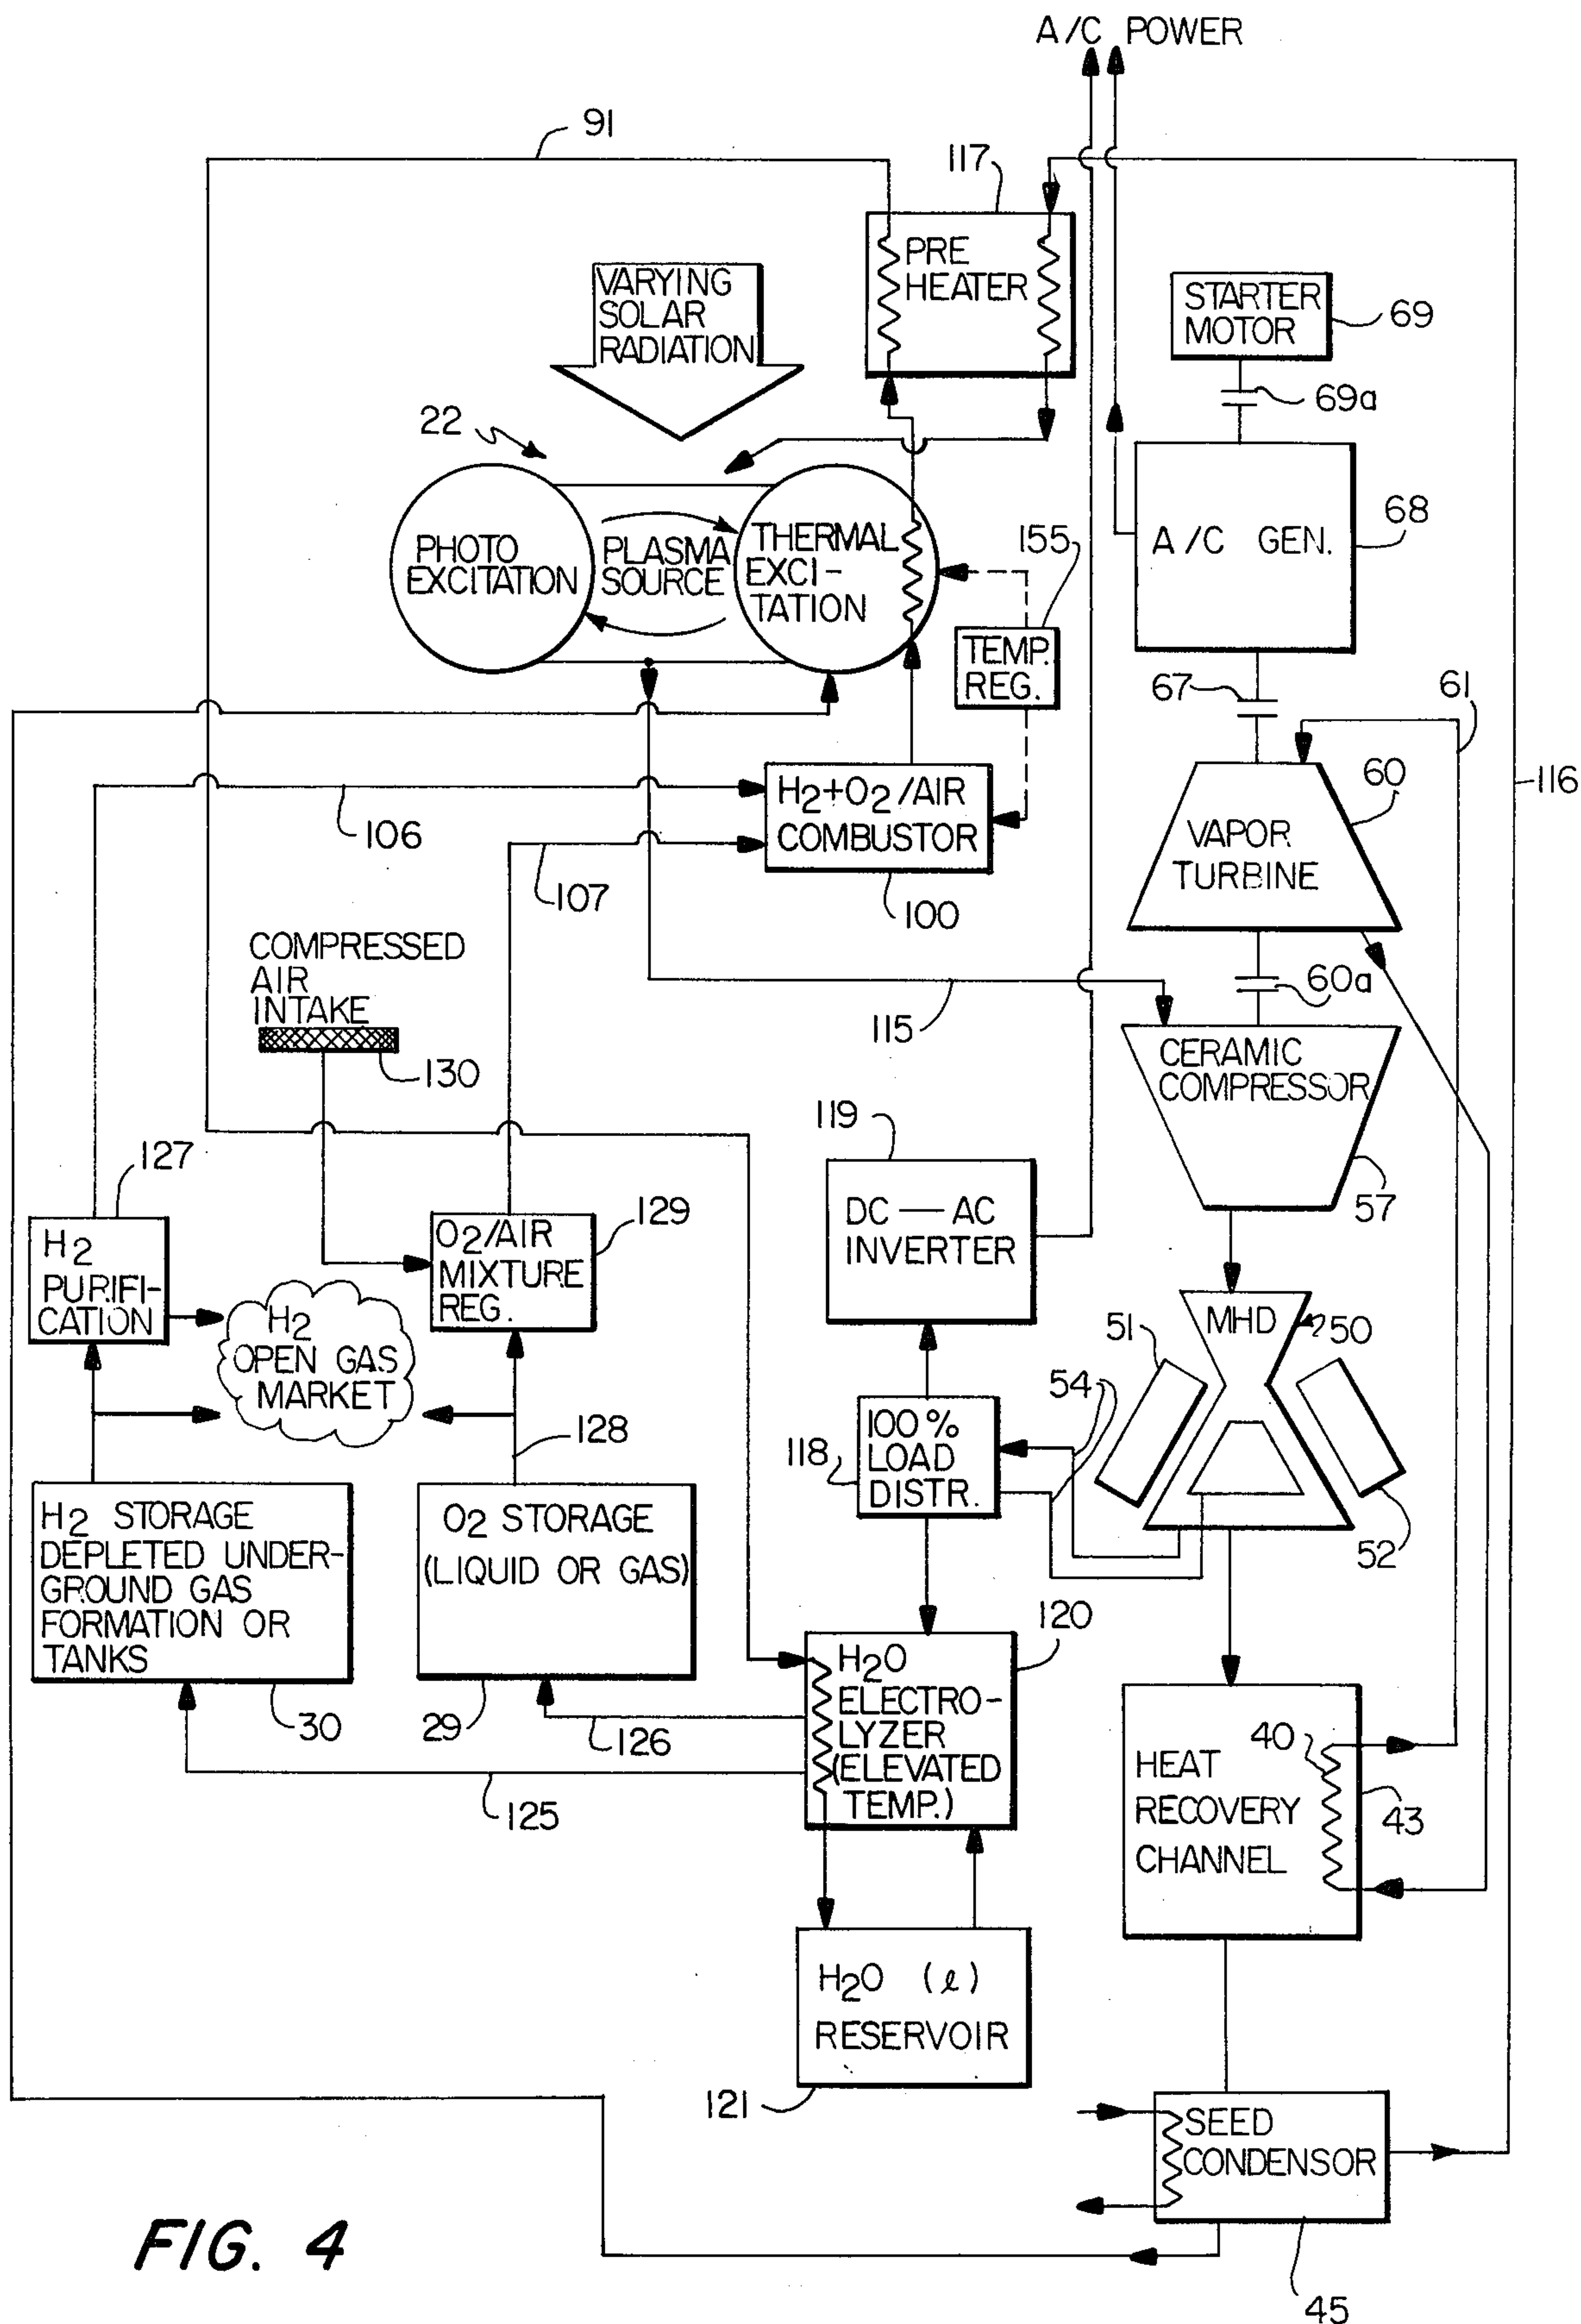 A/C POWER
91
117
PRE
HEATER
VARYING
SOLAR
RADIATION
STARTER
MOTOR
69
69a
22
PHOTO
EXCITATION
PLASMA
SOURCE
THERMAL
EXCI-
TATION
155
TEMP.
REG.
A/C GEN.
68
67
61
60
116
VAPOR
TURBINE
106
H2+O2/AIR
COMBUSTOR
107
100
COMPRESSED
AIR
INTAKE
130
115
60a
CERAMIC
COMPRESSOR
57
127
H2
PURIFI-
CATION
119
DC — AC
INVERTER
129
O2/AIR
MIXTURE
REG.
H2
OPEN GAS
MARKET
MHD
50
51
54
52
128
118
100%
LOAD
DISTR.
H2 STORAGE
DEPLETED UNDER-
GROUND GAS
FORMATION OR
TANKS
30
O2 STORAGE
(LIQUID OR GAS)
29
126
125
120
H2O
ELECTRO-
LYZER
(ELEVATED
TEMP.)
40
43
HEAT
RECOVERY
CHANNEL
H2O (ℓ)
RESERVOIR
121
SEED
CONDENSOR
45
FIG. 4